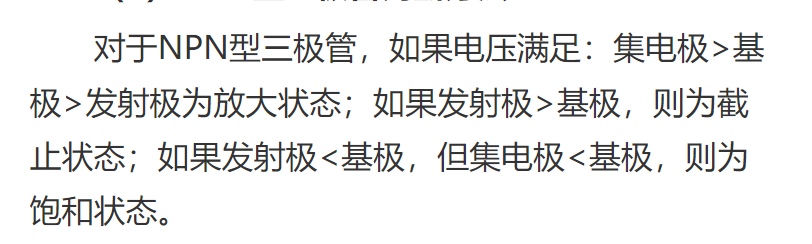 对于NPN型三极管，如果电压满足：集电极>基
极>发射极为放大状态；如果发射极>基极，则为截
止状态；如果发射极<基极，但集电极<基极，则为
饱和状态。